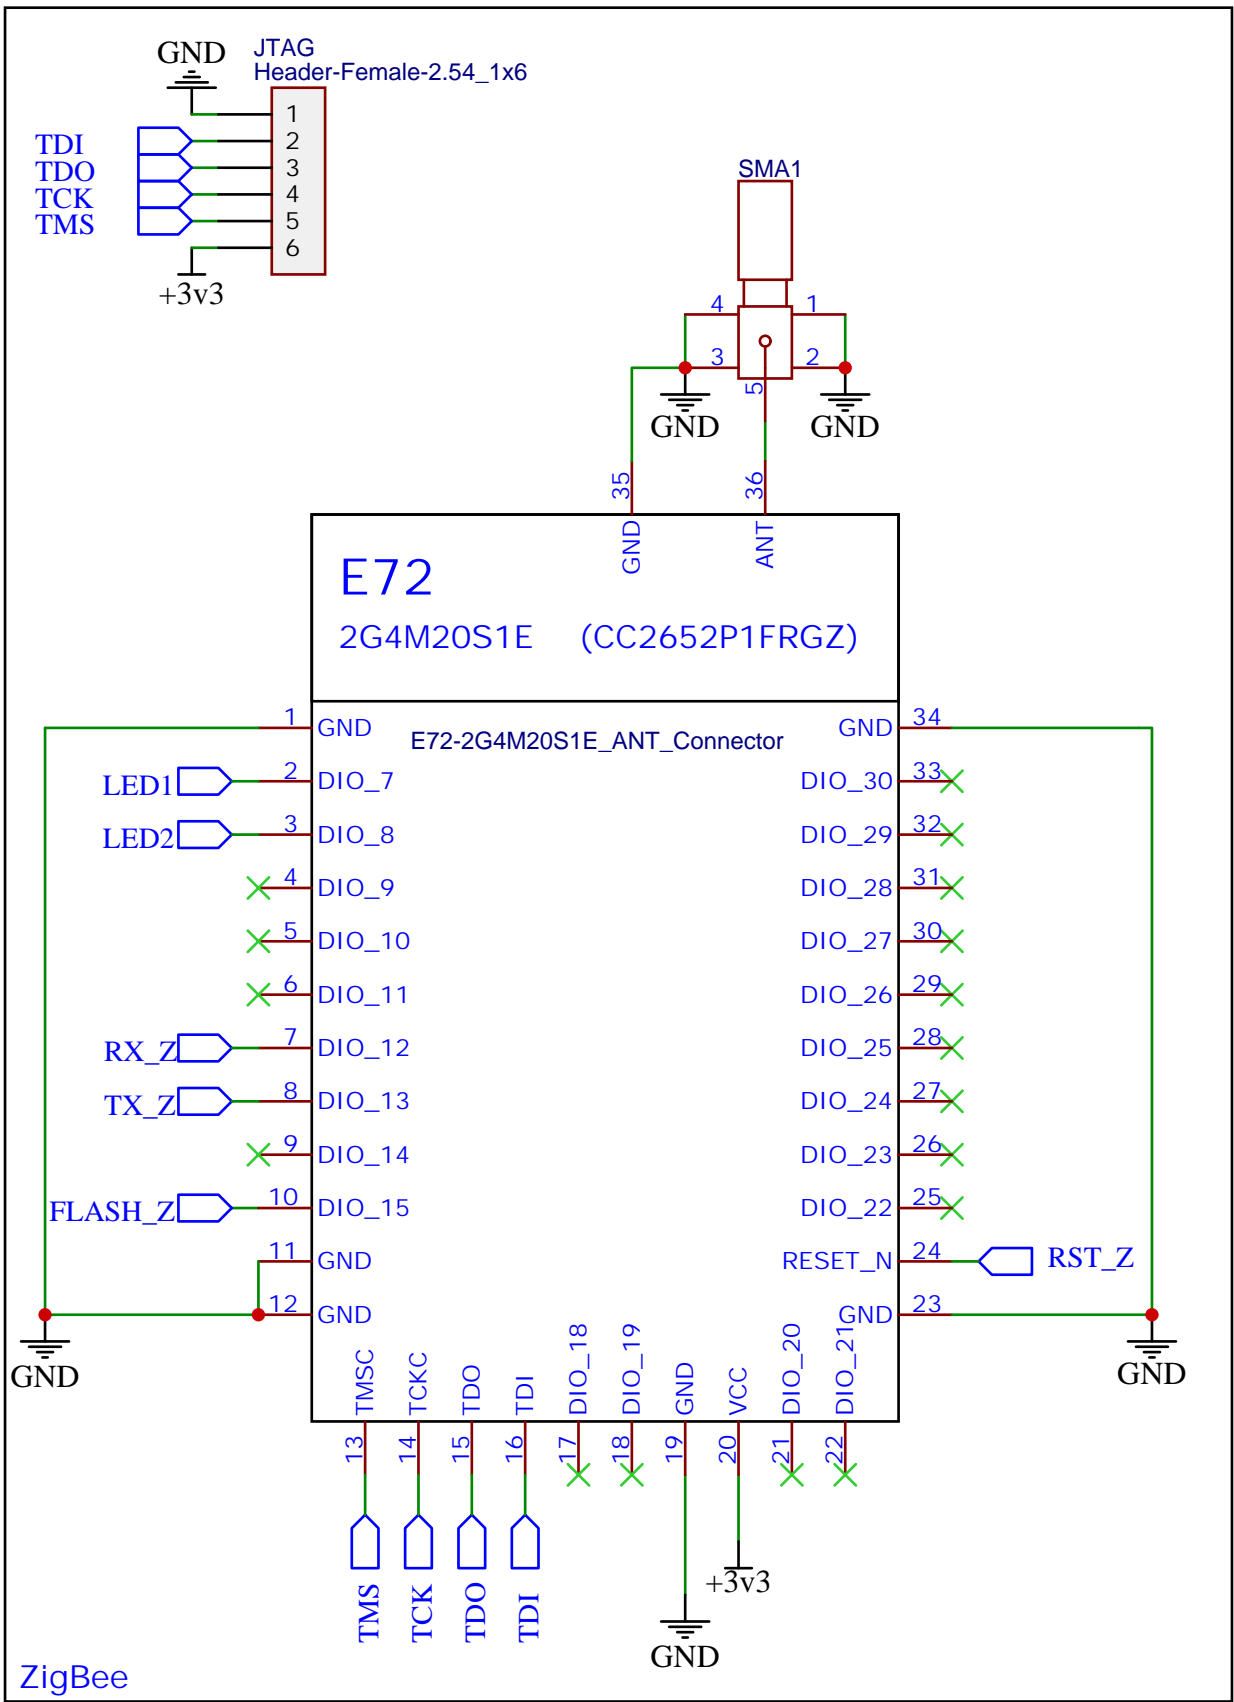 GND
JTAG
Header-Female-2.54_1x6
1
TDI 2
TDO 3
TCK 4
TMS 5
6
+3v3
SMA1
4 1
3 2
5
GND GND
35 36
GND ANT
E72
2G4M20S1E (CC2652P1FRGZ)
E72-2G4M20S1E_ANT_Connector
1 GND GND 34
LED1 2 DIO_7 DIO_30 33
LED2 3 DIO_8 DIO_29 32
4 DIO_9 DIO_28 31
5 DIO_10 DIO_27 30
6 DIO_11 DIO_26 29
RX_Z 7 DIO_12 DIO_25 28
TX_Z 8 DIO_13 DIO_24 27
9 DIO_14 DIO_23 26
FLASH_Z 10 DIO_15 DIO_22 25
11 GND RESET_N 24 RST_Z
12 GND GND 23
GND GND
TMSC TCKC TDO TDI DIO_18 DIO_19 GND VCC DIO_20 DIO_21
13 14 15 16 17 18 19 20 21 22
TMS TCK TDO TDI
+3v3
GND
ZigBee